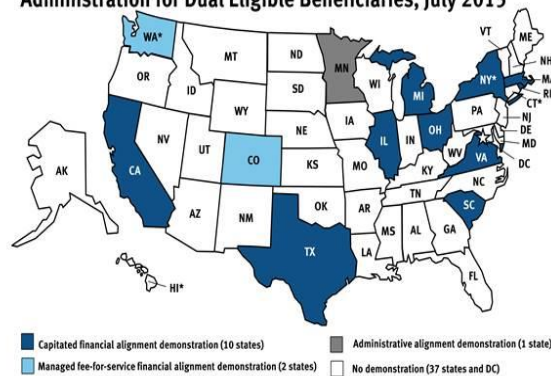 Administration for Dual Eligible Beneficiaries, July 2015
WA*
MT
ND
MN
VT
ME
NH
OR
ID
SD
WI
NY*
MA
WY
MI
RI
CT*
NV
NE
IA
PA
NJ
UT
CO
IL
IN
OH
DE
MD
CA
KS
MO
WV
VA
DC
KY
AK
AZ
NM
OK
AR
TN
NC
SC
TX
LA
MS
AL
GA
FL
HI*
Capitated financial alignment demonstration (10 states)
Administrative alignment demonstration (1 state)
Managed fee-for-service financial alignment demonstration (2 states)
No demonstration (37 states and DC)